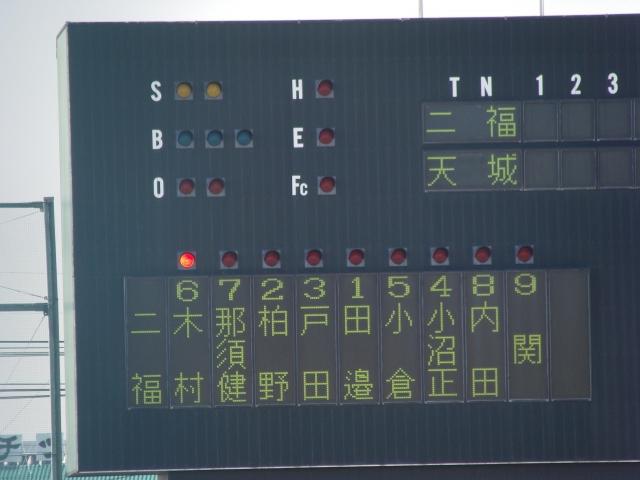 S H T N 1 2 3
B E 二 福
O Fc 天 城
6 7 2 3 1 5 4 8 9
二福 木村 那須健 柏野 戸田 田邉 小倉 小沼正 内田 関